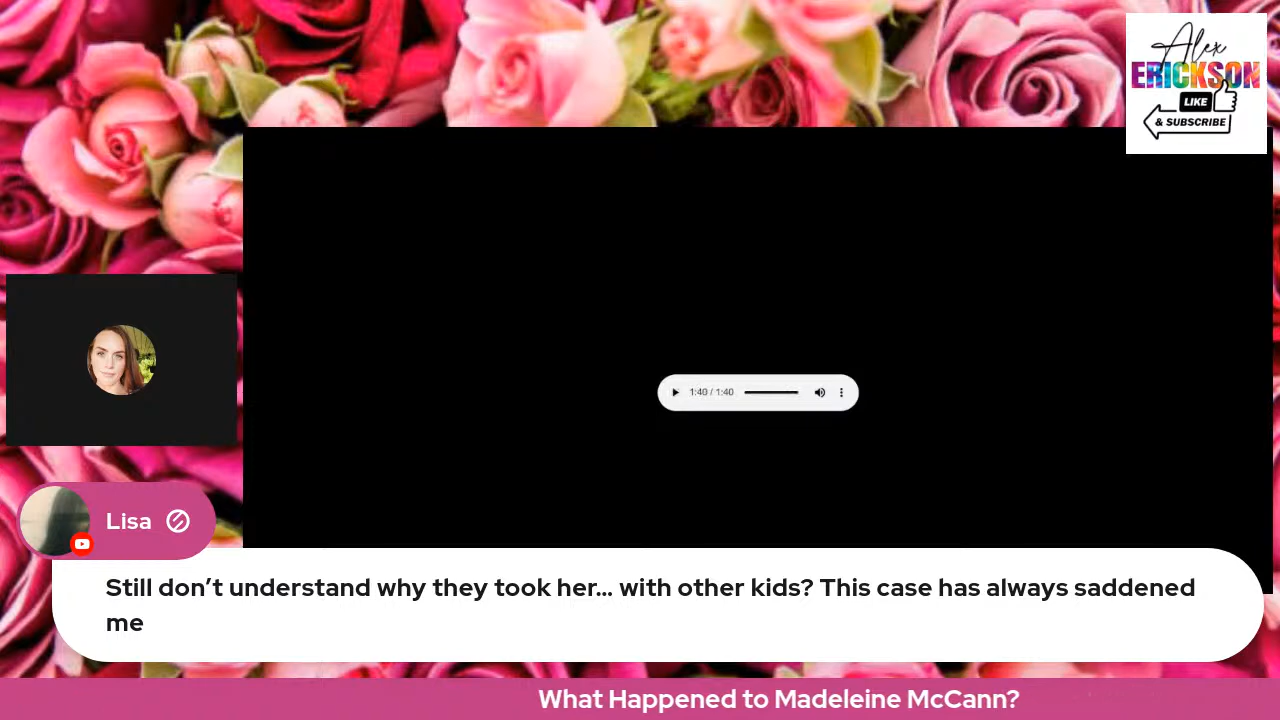 Alex
ERICKSON
LIKE
& SUBSCRIBE
1:40 / 1:40
Lisa
Still don’t understand why they took her... with other kids? This case has always saddened
me
What Happened to Madeleine McCann?